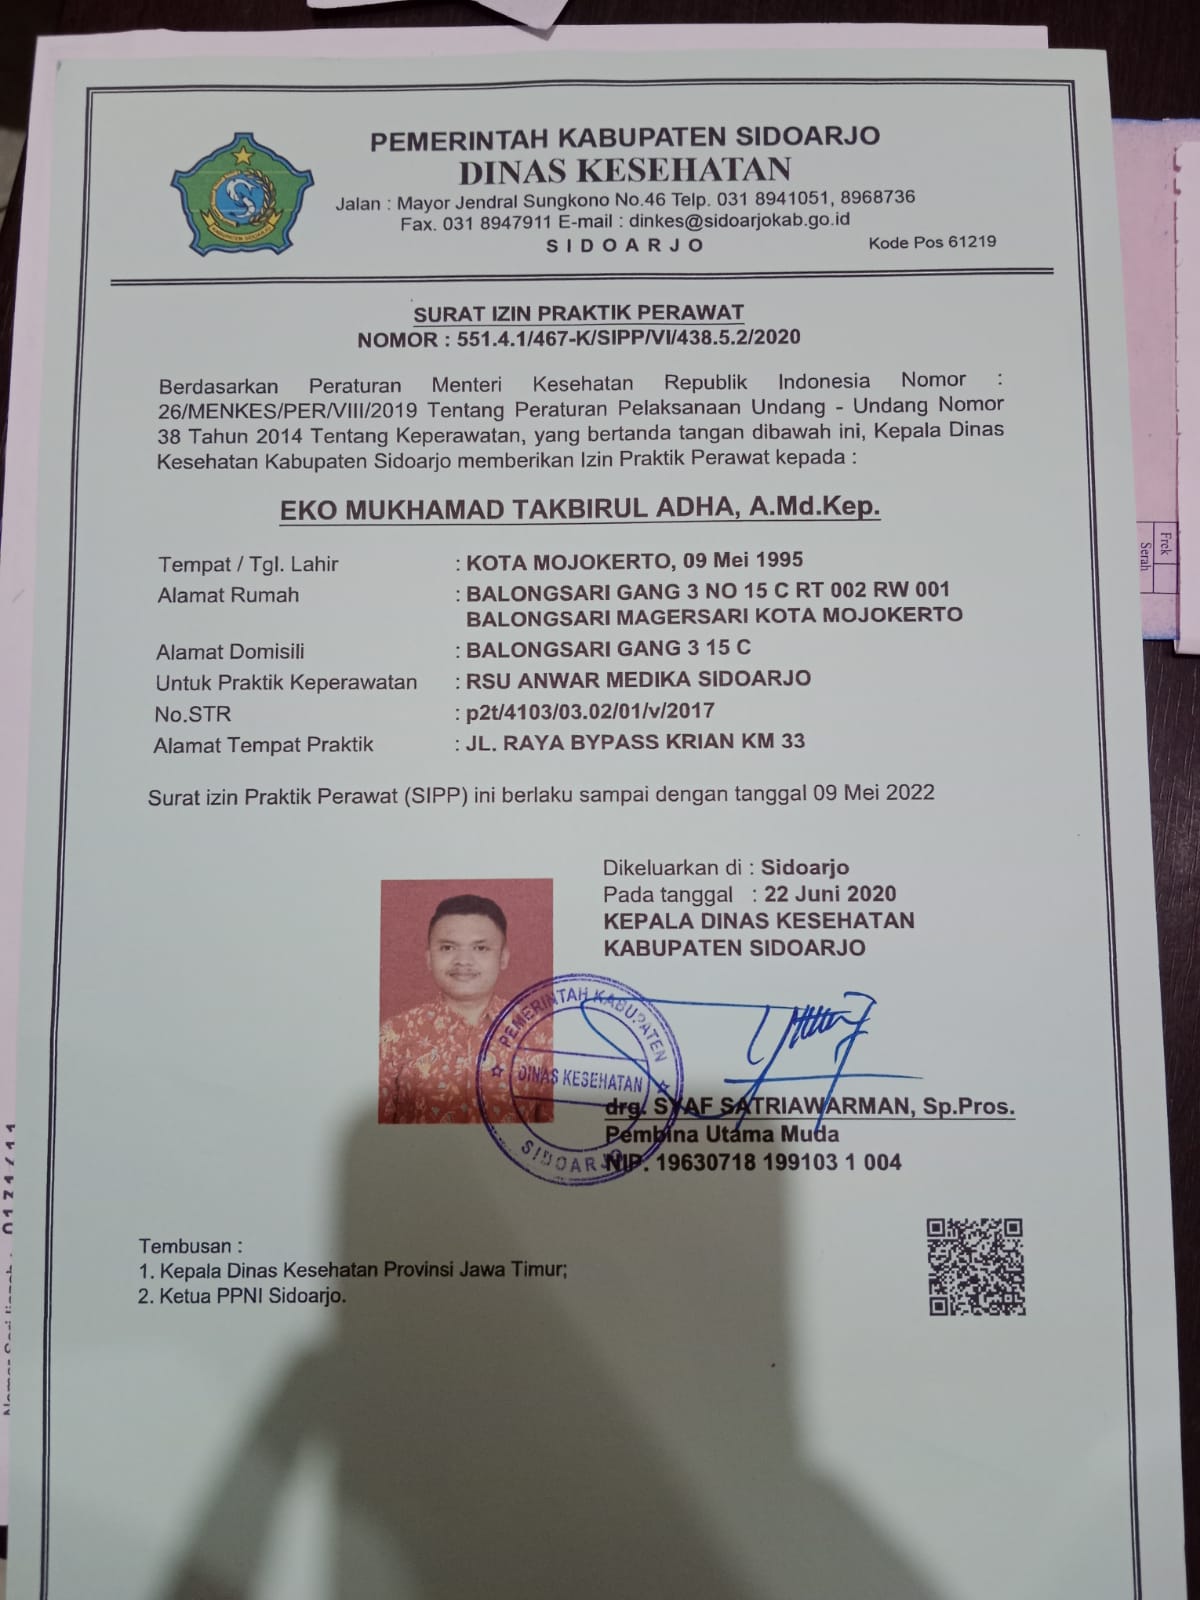 PEMERINTAH KABUPATEN SIDOARJO
DINAS KESEHATAN
Jalan : Mayor Jendral Sungkono No.46 Telp. 031 8941051, 8968736
Fax. 031 8947911 E-mail : dinkes@sidoarjokab.go.id
SIDOARJO Kode Pos 61219
KABUPATEN SIDOARJO
SURAT IZIN PRAKTIK PERAWAT
NOMOR : 551.4.1/467-K/SIPP/VI/438.5.2/2020
Berdasarkan Peraturan Menteri Kesehatan Republik Indonesia Nomor :
26/MENKES/PER/VIII/2019 Tentang Peraturan Pelaksanaan Undang - Undang Nomor
38 Tahun 2014 Tentang Keperawatan, yang bertanda tangan dibawah ini, Kepala Dinas
Kesehatan Kabupaten Sidoarjo memberikan Izin Praktik Perawat kepada :
EKO MUKHAMAD TAKBIRUL ADHA, A.Md.Kep.
Tempat / Tgl. Lahir : KOTA MOJOKERTO, 09 Mei 1995
Alamat Rumah : BALONGSARI GANG 3 NO 15 C RT 002 RW 001
BALONGSARI MAGERSARI KOTA MOJOKERTO
Alamat Domisili : BALONGSARI GANG 3 15 C
Untuk Praktik Keperawatan : RSU ANWAR MEDIKA SIDOARJO
No.STR : p2t/4103/03.02/01/v/2017
Alamat Tempat Praktik : JL. RAYA BYPASS KRIAN KM 33
Surat izin Praktik Perawat (SIPP) ini berlaku sampai dengan tanggal 09 Mei 2022
Dikeluarkan di : Sidoarjo
Pada tanggal : 22 Juni 2020
KEPALA DINAS KESEHATAN
KABUPATEN SIDOARJO
PEMERINTAH KABUPATEN
DINAS KESEHATAN
SIDOARJO
drg. SYAF SATRIAWARMAN, Sp.Pros.
Pembina Utama Muda
NIP. 19630718 199103 1 004
Tembusan :
1. Kepala Dinas Kesehatan Provinsi Jawa Timur;
2. Ketua PPNI Sidoarjo.
Frek
Serah